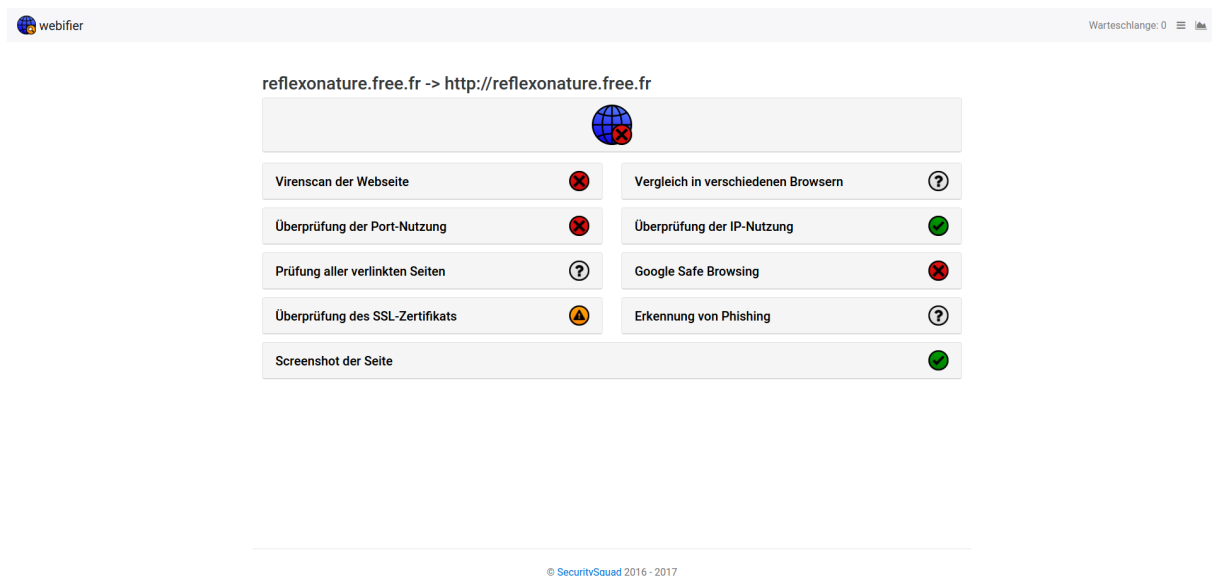 webifier
Warteschlange: 0
reflexonature.free.fr -> http://reflexonature.free.fr
Virenscan der Webseite
Vergleich in verschiedenen Browsern
Überprüfung der Port-Nutzung
Überprüfung der IP-Nutzung
Prüfung aller verlinkten Seiten
Google Safe Browsing
Überprüfung des SSL-Zertifikats
Erkennung von Phishing
Screenshot der Seite
© SecuritySquad 2016 - 2017